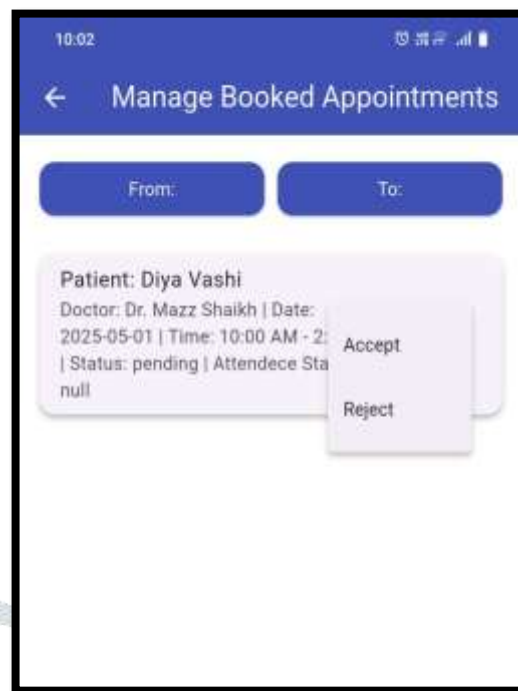 10:02
Manage Booked Appointments
From:
To:
Patient: Diya Vashi
Doctor: Dr. Mazz Shaikh | Date:
2025-05-01 | Time: 10:00 AM - 2:
| Status: pending | Attendece Sta
null
Accept
Reject